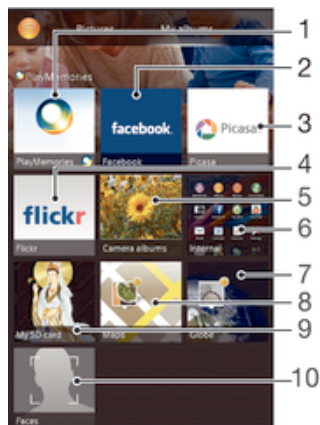 Pictures My albums
PlayMemories
facebook.
Picasa
PlayMemories Facebook Picasa
flickr
Flickr Camera albums Internal
My SD card Maps Globe
Faces
1
2
3
4
5
6
7
8
9
10